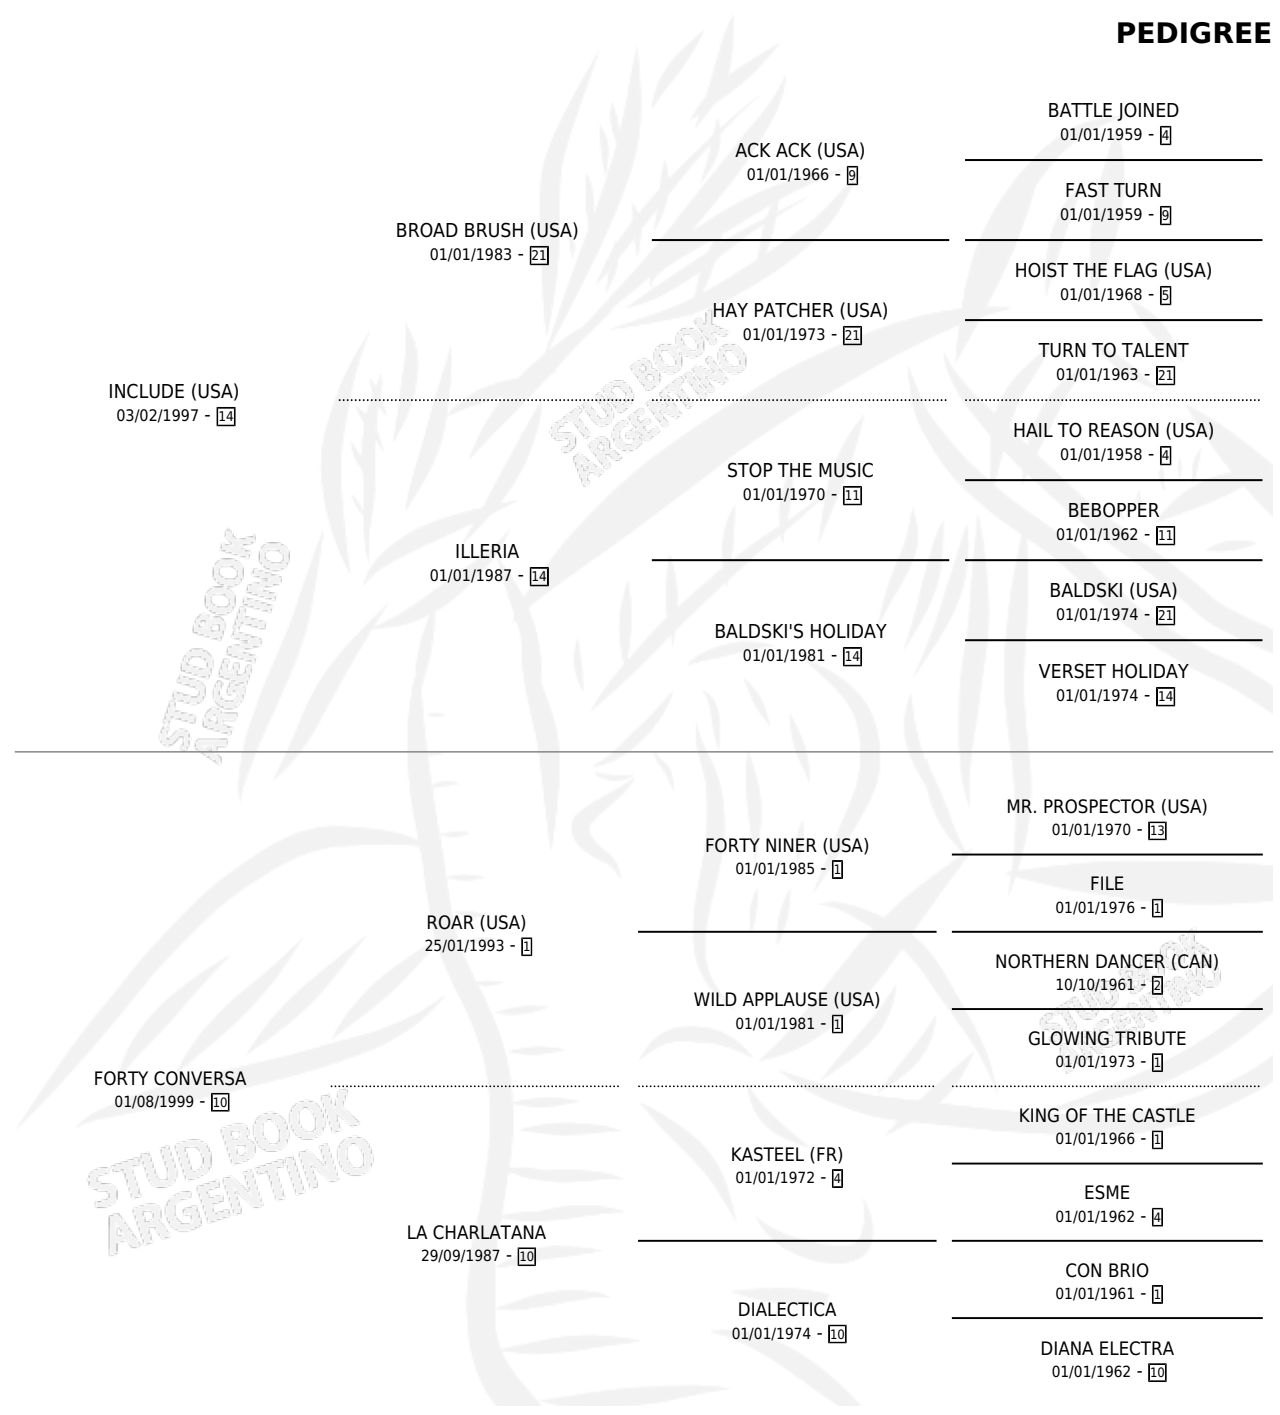 PEDIGREE
BATTLE JOINED
01/01/1959 - 4
ACK ACK (USA)
01/01/1966 - 9
FAST TURN
01/01/1959 - 9
BROAD BRUSH (USA)
01/01/1983 - 21
HOIST THE FLAG (USA)
01/01/1968 - 5
HAY PATCHER (USA)
01/01/1973 - 21
TURN TO TALENT
01/01/1963 - 21
INCLUDE (USA)
03/02/1997 - 14
HAIL TO REASON (USA)
01/01/1958 - 4
STOP THE MUSIC
01/01/1970 - 11
BEBOPPER
01/01/1962 - 11
ILLERIA
01/01/1987 - 14
BALDSKI (USA)
01/01/1974 - 21
BALDSKI'S HOLIDAY
01/01/1981 - 14
VERSET HOLIDAY
01/01/1974 - 14
MR. PROSPECTOR (USA)
01/01/1970 - 13
FORTY NINER (USA)
01/01/1985 - 1
FILE
01/01/1976 - 1
ROAR (USA)
25/01/1993 - 1
NORTHERN DANCER (CAN)
10/10/1961 - 2
WILD APPLAUSE (USA)
01/01/1981 - 1
GLOWING TRIBUTE
01/01/1973 - 1
FORTY CONVERSA
01/08/1999 - 10
KING OF THE CASTLE
01/01/1966 - 1
KASTEEL (FR)
01/01/1972 - 4
ESME
01/01/1962 - 4
LA CHARLATANA
29/09/1987 - 10
CON BRIO
01/01/1961 - 1
DIALECTICA
01/01/1974 - 10
DIANA ELECTRA
01/01/1962 - 10
STUD BOOK
ARGENTINO
STUD BOOK
ARGENTINO
STUD BOOK
ARGENTINO
STUD BOOK
ARGENTINO